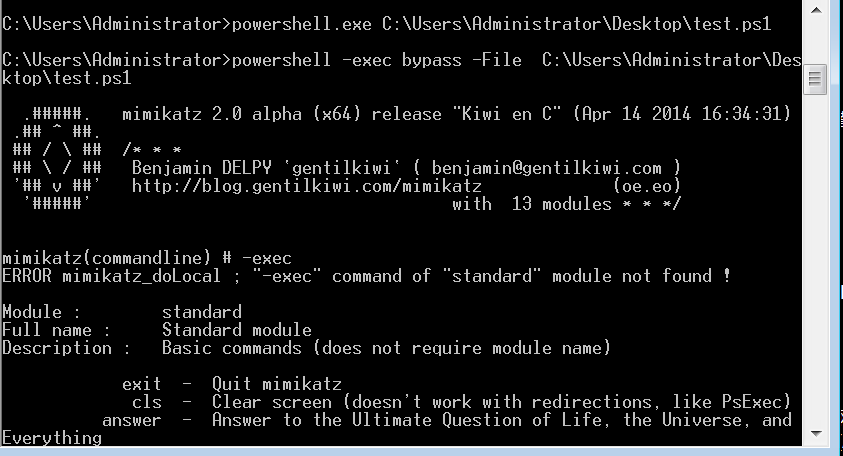 C:\Users\Administrator>powershell.exe C:\Users\Administrator\Desktop\test.ps1
C:\Users\Administrator>powershell -exec bypass -File  C:\Users\Administrator\Des
ktop\test.ps1
  .#####.   mimikatz 2.0 alpha (x64) release "Kiwi en C" (Apr 14 2014 16:34:31)
 .## ^ ##.
 ## / \ ##  /* * *
 ## \ / ##   Benjamin DELPY `gentilkiwi` ( benjamin@gentilkiwi.com )
 '## v ##'   http://blog.gentilkiwi.com/mimikatz             (oe.eo)
  '#####'                                    with  13 modules * * */
mimikatz(commandline) # -exec
ERROR mimikatz_doLocal ; "-exec" command of "standard" module not found !
Module :        standard
Full name :     Standard module
Description :   Basic commands (does not require module name)
            exit  -  Quit mimikatz
             cls  -  Clear screen (doesn't work with redirections, like PsExec)
          answer  -  Answer to the Ultimate Question of Life, the Universe, and
Everything